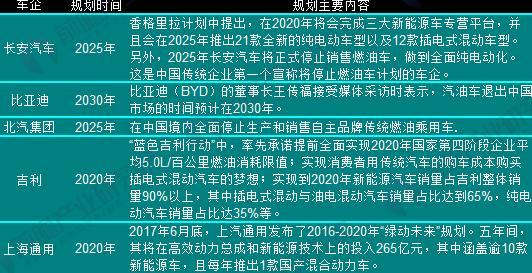 车企 规划时间 规划主要内容
香格里拉计划中提出，在2020年将会完成三大新能源车专营平台，并
且会在2025年推出21款全新的纯电动车型以及12款插电式混动车型。
长安汽车 2025年 另外，2025年长安汽车将正式停止销售燃油车，做到全面纯电动化。
这是中国传统企业第一个宣称将停止燃油车计划的车企。
比亚迪 2030年 比亚迪（BYD）的董事长王传福接受媒体采访时表示，汽油车退出中国
市场的时间预计在2030年。
北汽集团 2025年 在中国境内全面停止生产和销售自主品牌传统燃油乘用车.
“蓝色吉利行动”中，率先承诺提前全面实现2020年国家第四阶段企业平
均5.0L/百公里燃油消耗限值；实现消费者用传统汽车的购车成本购买
吉利 2020年 插电式混动汽车的梦想；实现到2020年新能源汽车销量占吉利整体销
量90%以上，其中插电式混动与油电混动汽车销量占比达到65%，纯电
动汽车销量占比达35%等。
2017年6月底，上汽通用发布了2016-2020年“绿动未来”规划。五年间，
上海通用 2020年 其将在高效动力总成和新能源技术上的投入265亿元，其中涵盖逾10款
新能源车，且每年推出1款国产混合动力车。